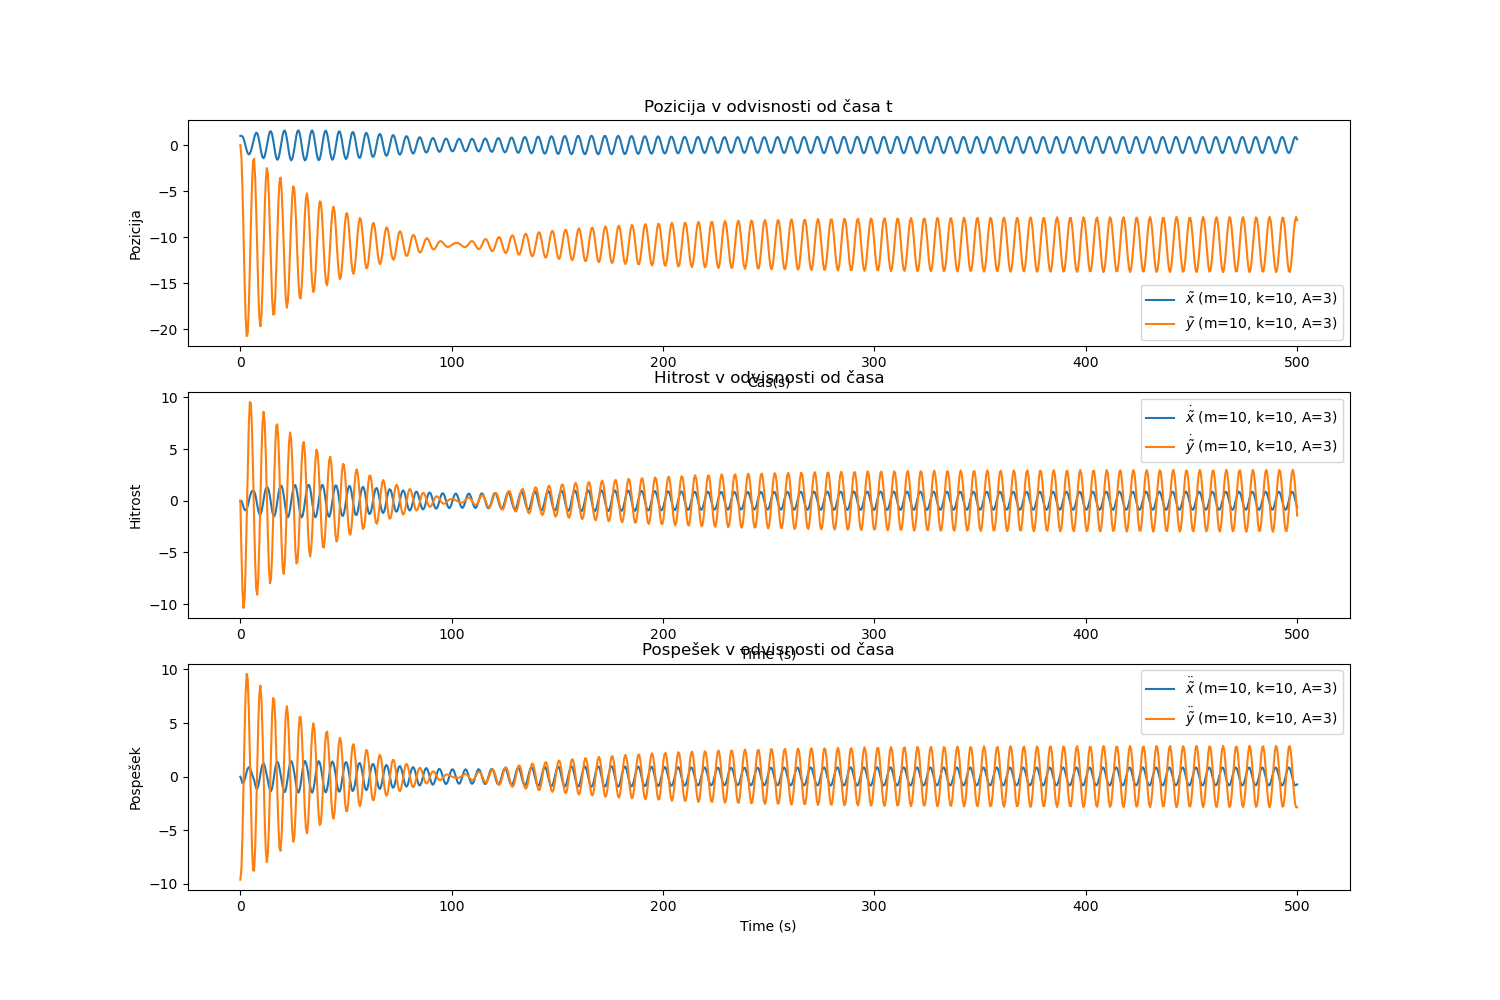 Pozicija v odvisnosti od časa t
Pozicija
0
−5
−10
−15
−20
x̃ (m=10, k=10, A=3)
ỹ (m=10, k=10, A=3)
0 100 200 300 400 500
Čas(s)
Hitrost v odvisnosti od časa
Hitrost
10
5
0
−5
−10
x̃̇ (m=10, k=10, A=3)
ỹ̇ (m=10, k=10, A=3)
0 100 200 300 400 500
Time (s)
Pospešek v odvisnosti od časa
Pospešek
10
5
0
−5
−10
x̃̈ (m=10, k=10, A=3)
ỹ̈ (m=10, k=10, A=3)
0 100 200 300 400 500
Time (s)